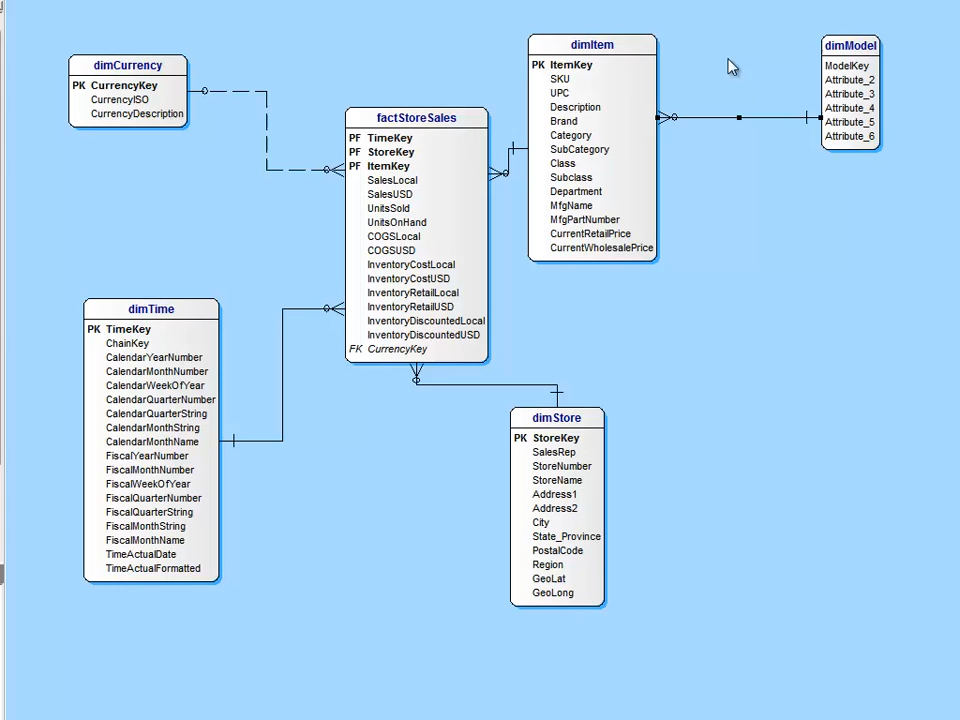 dimCurrency
PK CurrencyKey
CurrencyISO
CurrencyDescription
factStoreSales
PF TimeKey
PF StoreKey
PF ItemKey
SalesLocal
SalesUSD
UnitsSold
UnitsOnHand
COGSLocal
COGSUSD
InventoryCostLocal
InventoryCostUSD
InventoryRetailLocal
InventoryRetailUSD
InventoryDiscountedLocal
InventoryDiscountedUSD
FK CurrencyKey
dimItem
PK ItemKey
SKU
UPC
Description
Brand
Category
SubCategory
Class
Subclass
Department
MfgName
MfgPartNumber
CurrentRetailPrice
CurrentWholesalePrice
dimModel
ModelKey
Attribute_2
Attribute_3
Attribute_4
Attribute_5
Attribute_6
dimTime
PK TimeKey
ChainKey
CalendarYearNumber
CalendarMonthNumber
CalendarWeekOfYear
CalendarQuarterNumber
CalendarQuarterString
CalendarMonthString
CalendarMonthName
FiscalYearNumber
FiscalMonthNumber
FiscalWeekOfYear
FiscalQuarterNumber
FiscalQuarterString
FiscalMonthString
FiscalMonthName
TimeActualDate
TimeActualFormatted
dimStore
PK StoreKey
SalesRep
StoreNumber
StoreName
Address1
Address2
City
State_Province
PostalCode
Region
GeoLat
GeoLong